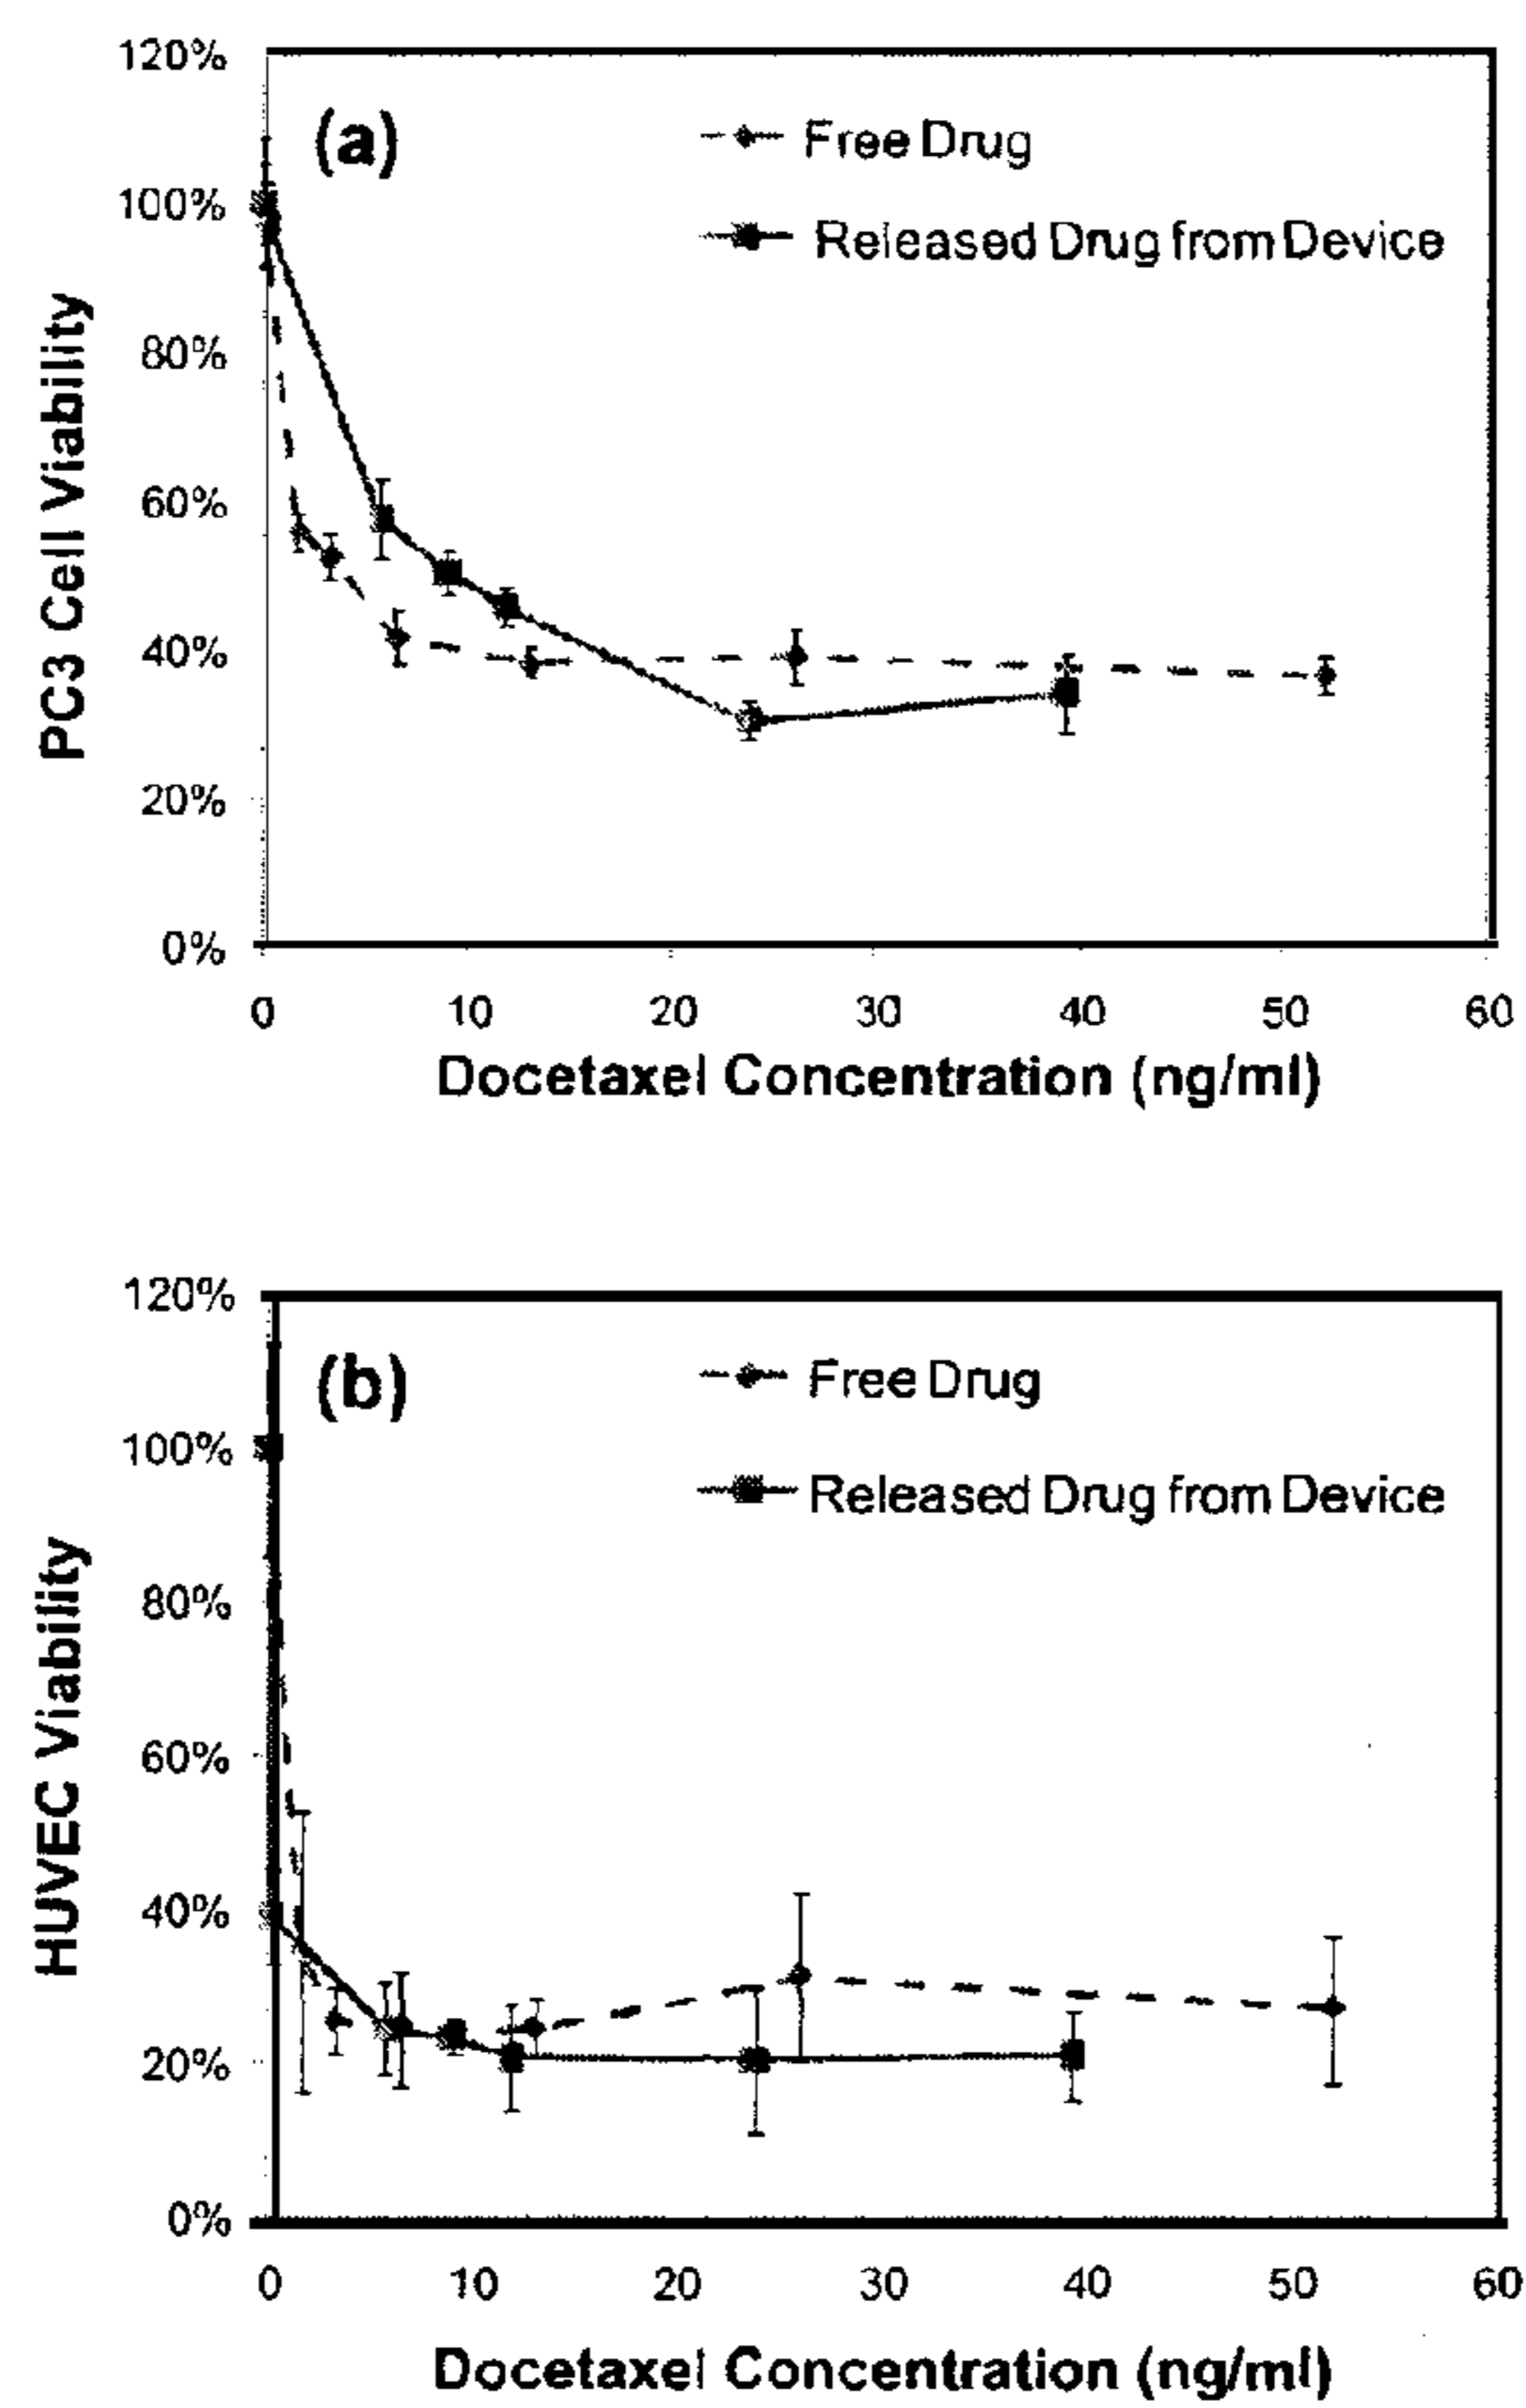 120%
(a)
Free Drug
100%
Released Drug from Device
80%
60%
40%
20%
0%
PC3 Cell Viability
0 10 20 30 40 50 60
Docetaxel Concentration (ng/ml)
120%
(b)
Free Drug
100%
Released Drug from Device
80%
60%
40%
20%
0%
HUVEC Viability
0 10 20 30 40 50 60
Docetaxel Concentration (ng/ml)